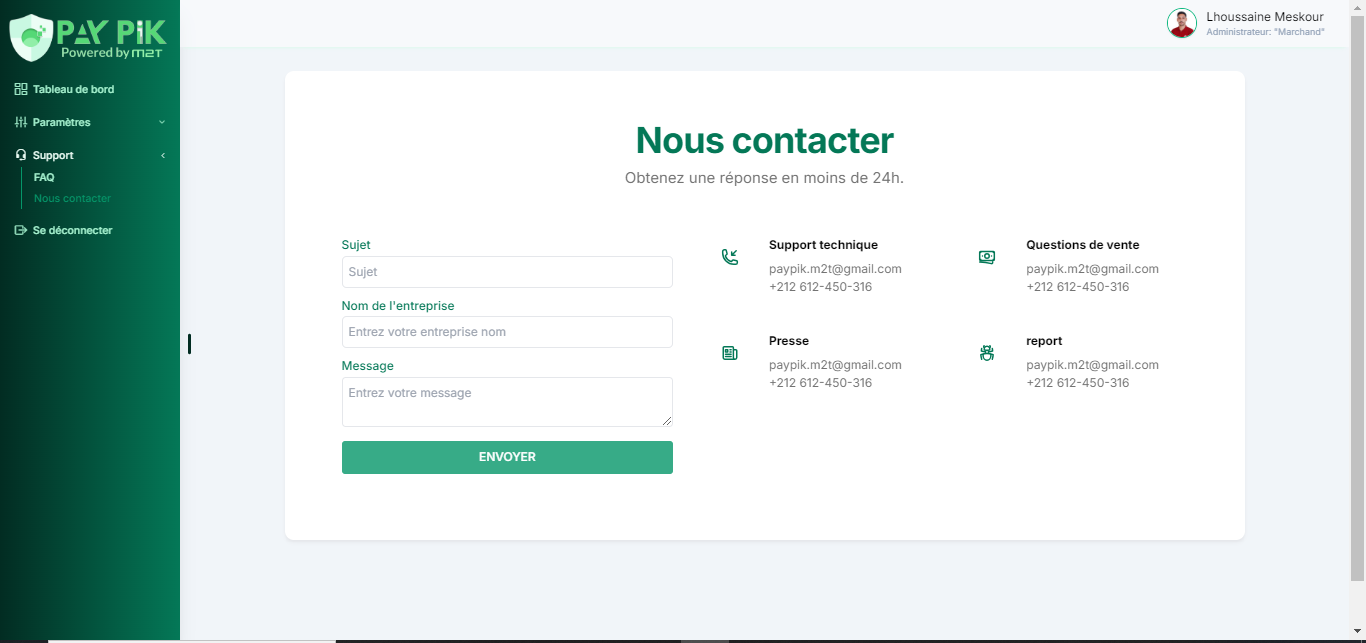 PAY PIK
Powered by M2T
Tableau de bord
Paramètres
Support
FAQ
Nous contacter
Se déconnecter
Lhoussaine Meskour
Administrateur: "Marchand"
Nous contacter
Obtenez une réponse en moins de 24h.
Sujet
Sujet
Nom de l'entreprise
Entrez votre entreprise nom
Message
Entrez votre message
ENVOYER
Support technique
paypik.m2t@gmail.com
+212 612-450-316
Questions de vente
paypik.m2t@gmail.com
+212 612-450-316
Presse
paypik.m2t@gmail.com
+212 612-450-316
report
paypik.m2t@gmail.com
+212 612-450-316